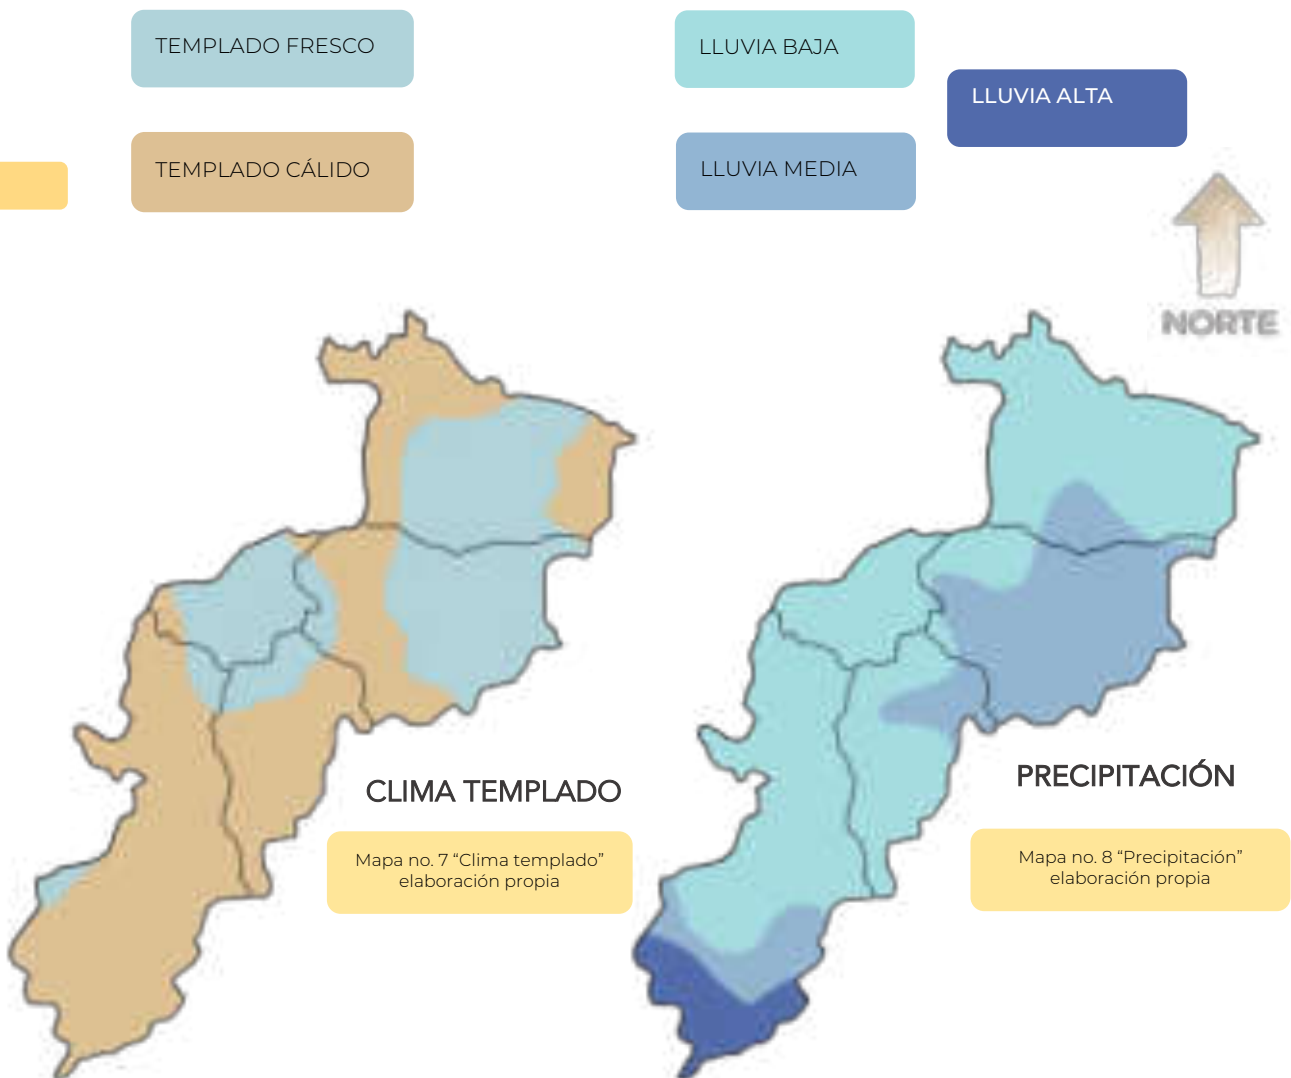 TEMPLADO FRESCO
TEMPLADO CÁLIDO
LLUVIA BAJA
LLUVIA ALTA
LLUVIA MEDIA
NORTE
CLIMA TEMPLADO
Mapa no. 7 “Clima templado”
elaboración propia
PRECIPITACIÓN
Mapa no. 8 “Precipitación”
elaboración propia